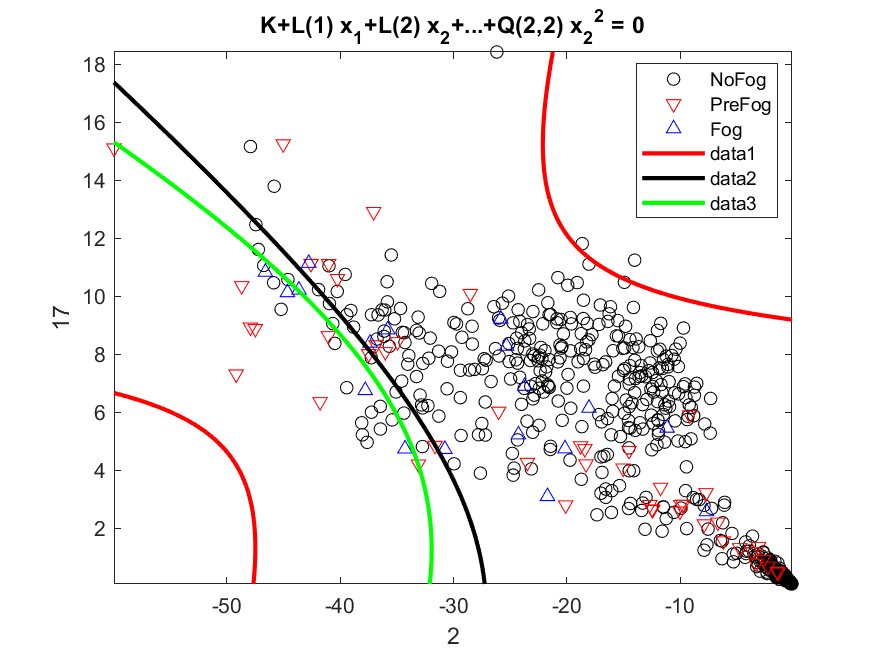 K+L(1) x1+L(2) x2+...+Q(2,2) x2^2 = 0
18
16
14
12
10
8
6
4
2
17
-50
-40
-30
-20
-10
2
NoFog
PreFog
Fog
data1
data2
data3